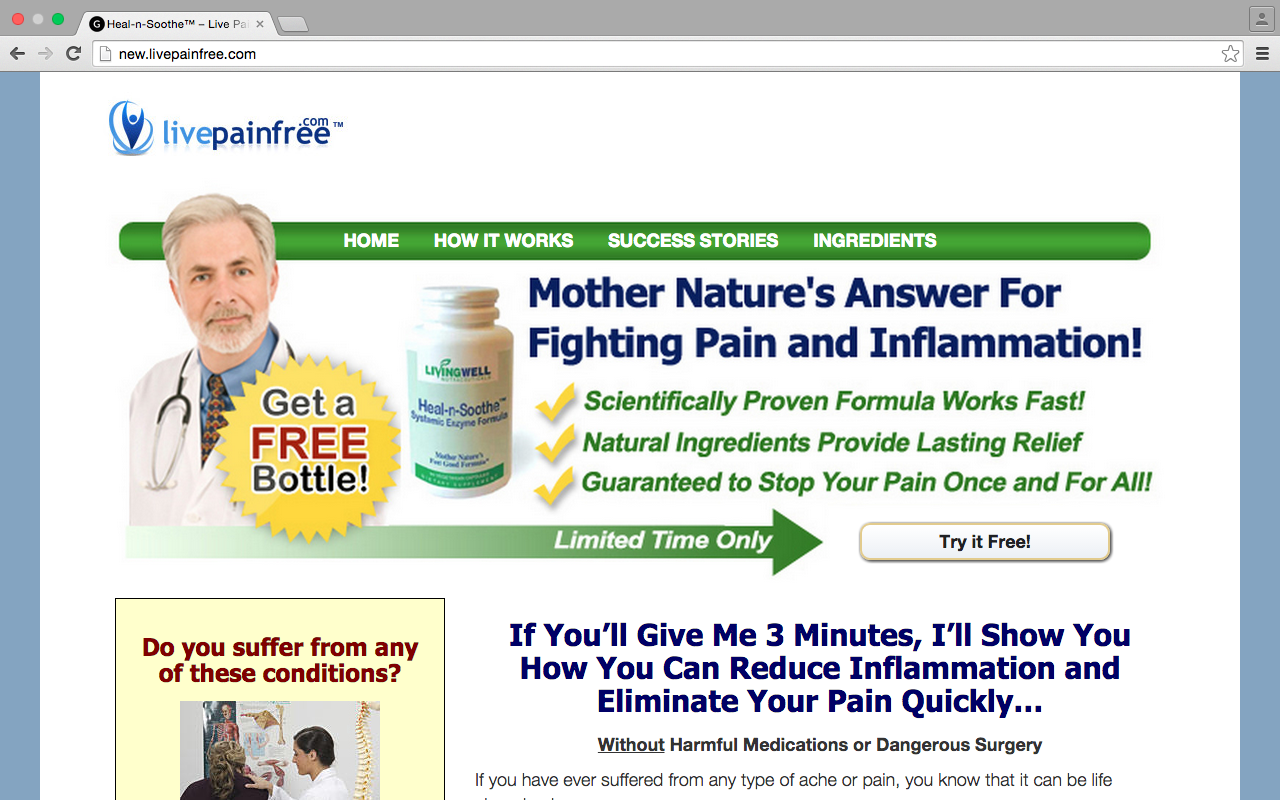 Heal-n-Soothe™ – Live Pai
new.livepainfree.com
livepainfree.com™
HOME HOW IT WORKS SUCCESS STORIES INGREDIENTS
Mother Nature's Answer For
Fighting Pain and Inflammation!
LIVINGWELL
NUTRACEUTICALS
Heal-n-Soothe™
Systemic Enzyme Formula
Mother Nature's
Feel Good Formula™
DIETARY SUPPLEMENT
Get a
FREE
Bottle!
Scientifically Proven Formula Works Fast!
Natural Ingredients Provide Lasting Relief
Guaranteed to Stop Your Pain Once and For All!
Limited Time Only
Try it Free!
Do you suffer from any
of these conditions?
If You’ll Give Me 3 Minutes, I’ll Show You
How You Can Reduce Inflammation and
Eliminate Your Pain Quickly...
Without Harmful Medications or Dangerous Surgery
If you have ever suffered from any type of ache or pain, you know that it can be life